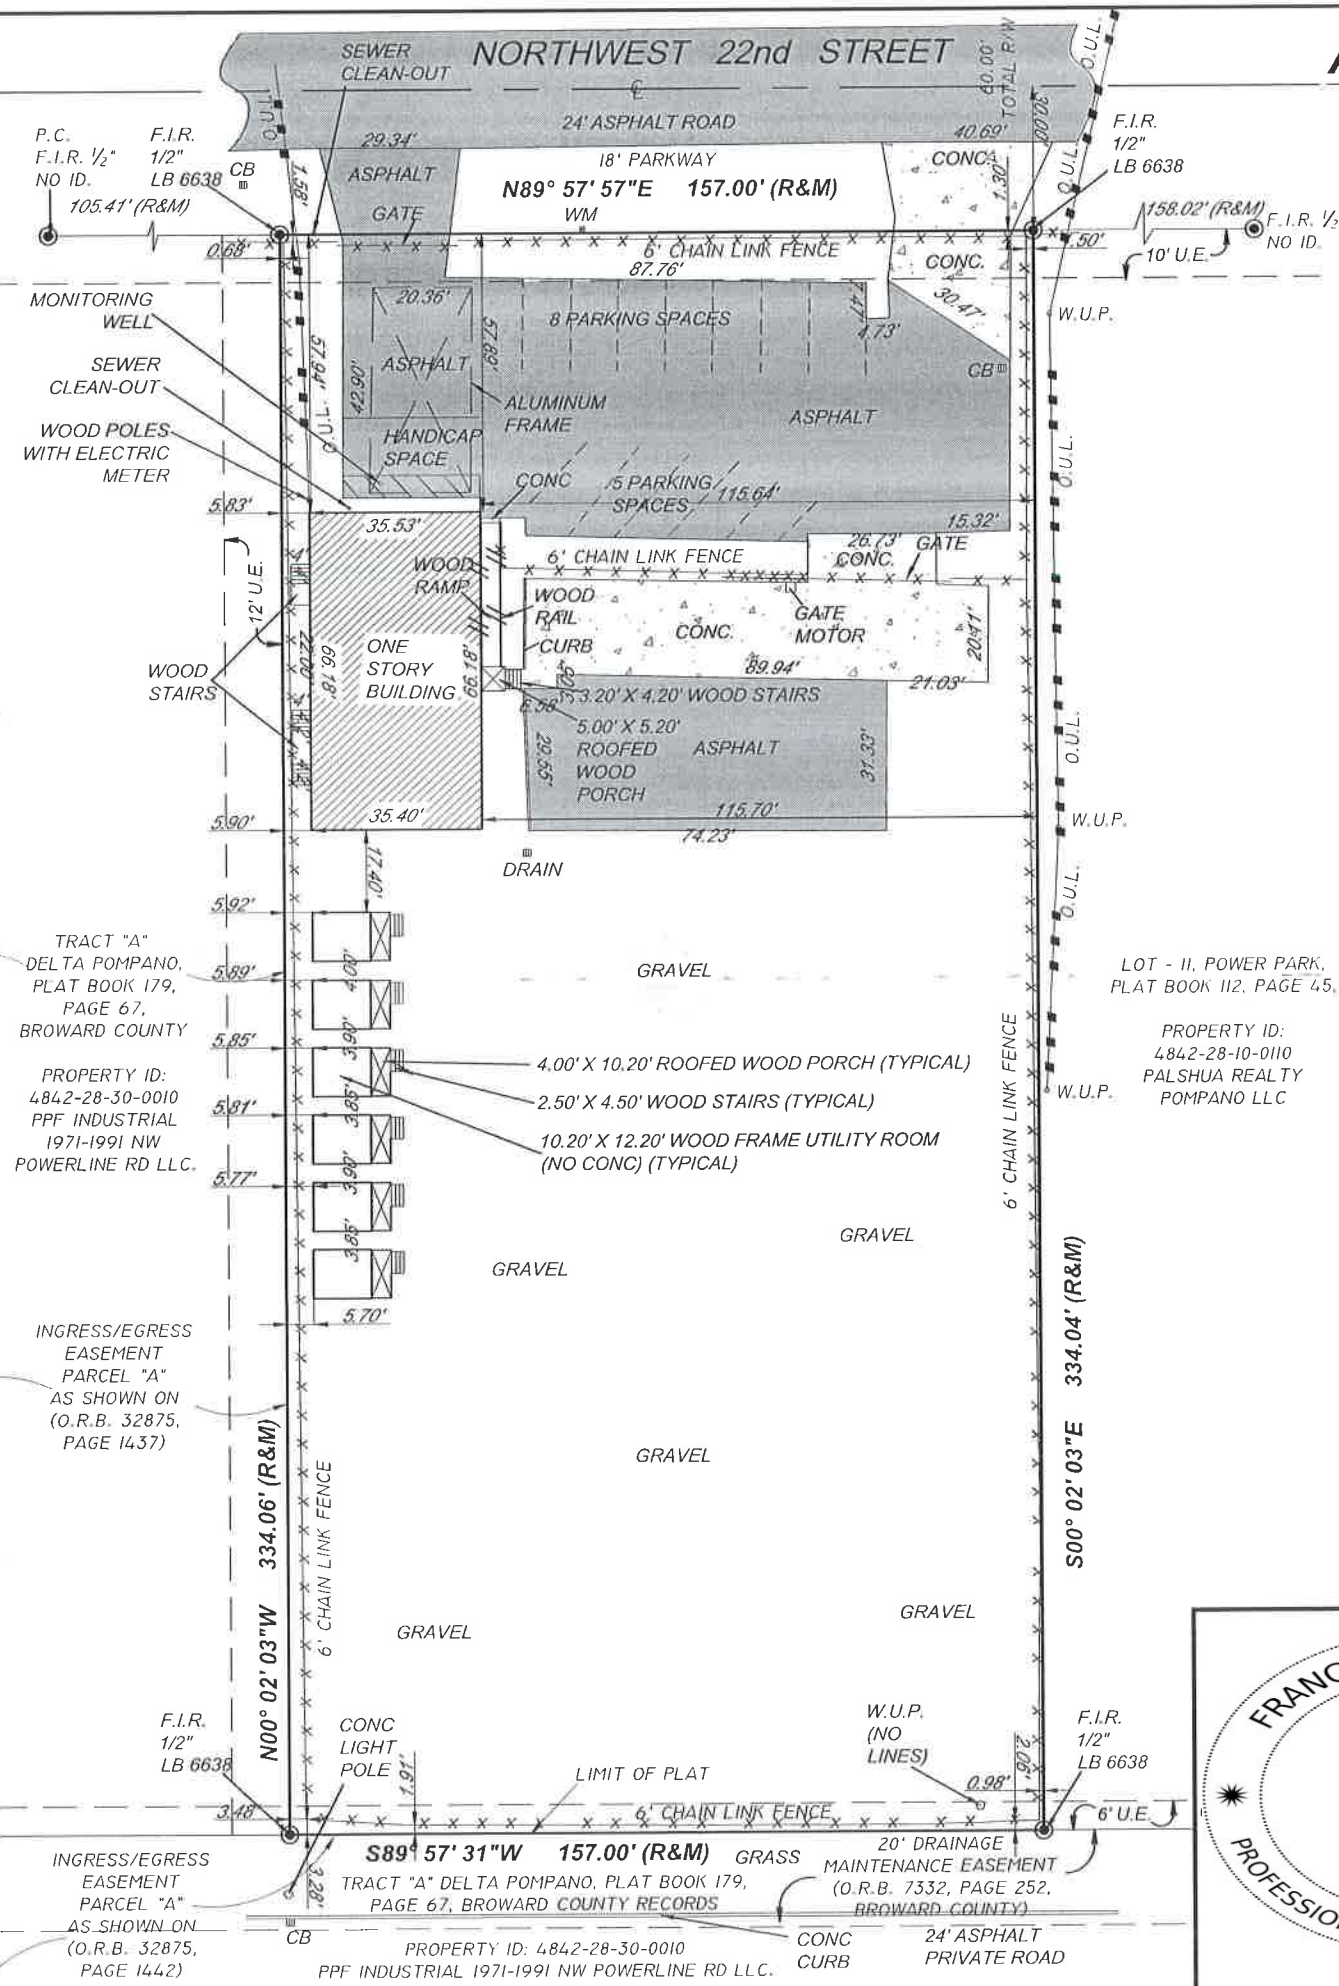 NORTHWEST 22nd STREET
SEWER
CLEAN-OUT
℄
60.00'
TOTAL R/W
30.00'
O.U.L.
O.U.L.
24' ASPHALT ROAD
P.C.
F.I.R. 1/2"
NO ID.
F.I.R.
1/2"
LB 6638
CB
105.41' (R&M)
1.58'
29.34'
ASPHALT
GATE
18' PARKWAY
N89° 57' 57"E 157.00' (R&M)
WM
40.69'
CONC.
1.30'
O.U.L.
F.I.R.
1/2"
LB 6638
158.02' (R&M)
NO ID.
10' U.E.
0.68'
6' CHAIN LINK FENCE
87.76'
CONC.
30.47'
.50'
MONITORING
WELL
20.36'
57.89'
8 PARKING SPACES
4.73'
W.U.P.
SEWER
CLEAN-OUT
57.94'
O.U.L.
42.90'
ASPHALT
CB
WOOD POLES
WITH ELECTRIC
METER
ALUMINUM
FRAME
ASPHALT
HANDICAP
SPACE
O.U.L.
CONC
5 PARKING
SPACES
115.64'
5.83'
35.53'
15.32'
12' U.E.
4'
WOOD
RAMP
6' CHAIN LINK FENCE
26.73'
CONC.
GATE
WOOD
RAIL
CURB
CONC.
GATE
MOTOR
20.41'
WOOD
STAIRS
22.00'
66.18'
ONE
STORY
BUILDING
66.18'
89.94'
21.03'
6.58'
3.20' X 4.20' WOOD STAIRS
5.00' X 5.20'
ROOFED
WOOD
PORCH
29.55'
ASPHALT
31.33'
O.U.L.
5.90'
35.40'
115.70'
74.23'
W.U.P.
17.40'
DRAIN
O.U.L.
5.92'
TRACT "A"
DELTA POMPANO,
PLAT BOOK 179,
PAGE 67,
BROWARD COUNTY
5.89'
4.00'
GRAVEL
LOT - 11, POWER PARK,
PLAT BOOK 112, PAGE 45,
5.85'
3.90'
6' CHAIN LINK FENCE
PROPERTY ID:
4842-28-10-0110
PALSHUA REALTY
POMPANO LLC
PROPERTY ID:
4842-28-30-0010
PPF INDUSTRIAL
1971-1991 NW
POWERLINE RD LLC.
4.00' X 10.20' ROOFED WOOD PORCH (TYPICAL)
W.U.P.
2.50' X 4.50' WOOD STAIRS (TYPICAL)
5.81'
3.85'
10.20' X 12.20' WOOD FRAME UTILITY ROOM
(NO CONC) (TYPICAL)
5.77'
3.90'
3.85'
GRAVEL
GRAVEL
5.70'
334.04' (R&M)
S00° 02' 03"E
INGRESS/EGRESS
EASEMENT
PARCEL "A"
AS SHOWN ON
(O.R.B. 32875,
PAGE 1437)
334.06' (R&M)
N00° 02' 03"W
6' CHAIN LINK FENCE
GRAVEL
GRAVEL
GRAVEL
F.I.R.
1/2"
LB 6638
CONC
LIGHT
POLE
1.91'
LIMIT OF PLAT
W.U.P.
(NO
LINES)
0.98'
2.06'
F.I.R.
1/2"
LB 6638
3.48'
6' CHAIN LINK FENCE
6' U.E.
S89° 57' 31"W 157.00' (R&M)
GRASS
20' DRAINAGE
MAINTENANCE EASEMENT
(O.R.B. 7332, PAGE 252,
BROWARD COUNTY)
INGRESS/EGRESS
EASEMENT
PARCEL "A"
AS SHOWN ON
(O.R.B. 32875,
PAGE 1442)
3.28'
TRACT "A" DELTA POMPANO, PLAT BOOK 179,
PAGE 67, BROWARD COUNTY RECORDS
CB
PROPERTY ID: 4842-28-30-0010
PPF INDUSTRIAL 1971-1991 NW POWERLINE RD LLC.
CONC
CURB
24' ASPHALT
PRIVATE ROAD